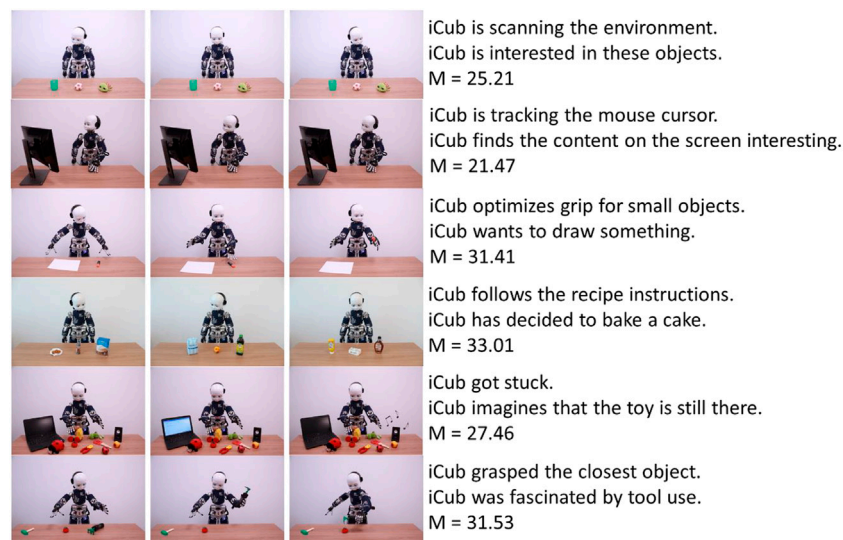 iCub is scanning the environment.
iCub is interested in these objects.
M = 25.21
iCub is tracking the mouse cursor.
iCub finds the content on the screen interesting.
M = 21.47
iCub optimizes grip for small objects.
iCub wants to draw something.
M = 31.41
iCub follows the recipe instructions.
iCub has decided to bake a cake.
M = 33.01
iCub got stuck.
iCub imagines that the toy is still there.
M = 27.46
iCub grasped the closest object.
iCub was fascinated by tool use.
M = 31.53